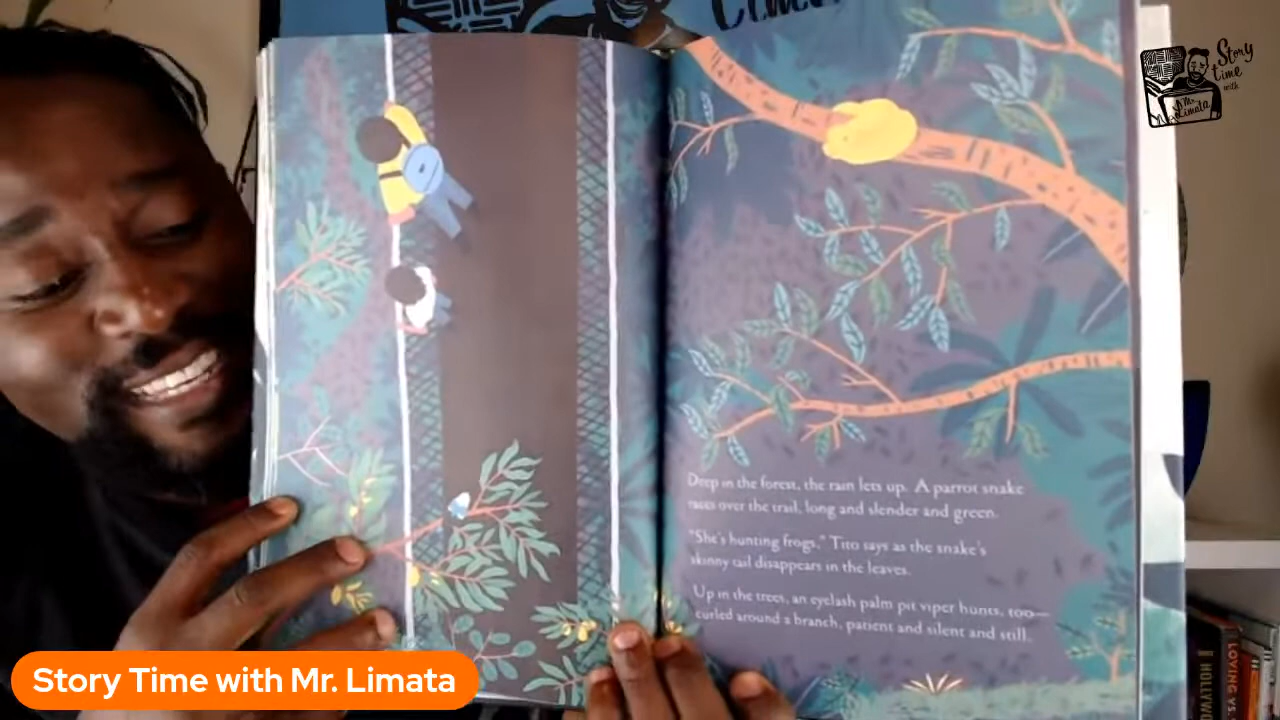 Story
time
with
Mr.
Limata
Deep in the forest, the rain lets up. A parrot snake
races over the trail, long and slender and green.
"She's hunting frogs," Tito says as the snake's
skinny tail disappears in the leaves.
Up in the trees, an eyelash palm pit viper hunts, too—
curled around a branch, patient and silent and still.
HOLLYW
LOVING VS.
Story Time with Mr. Limata